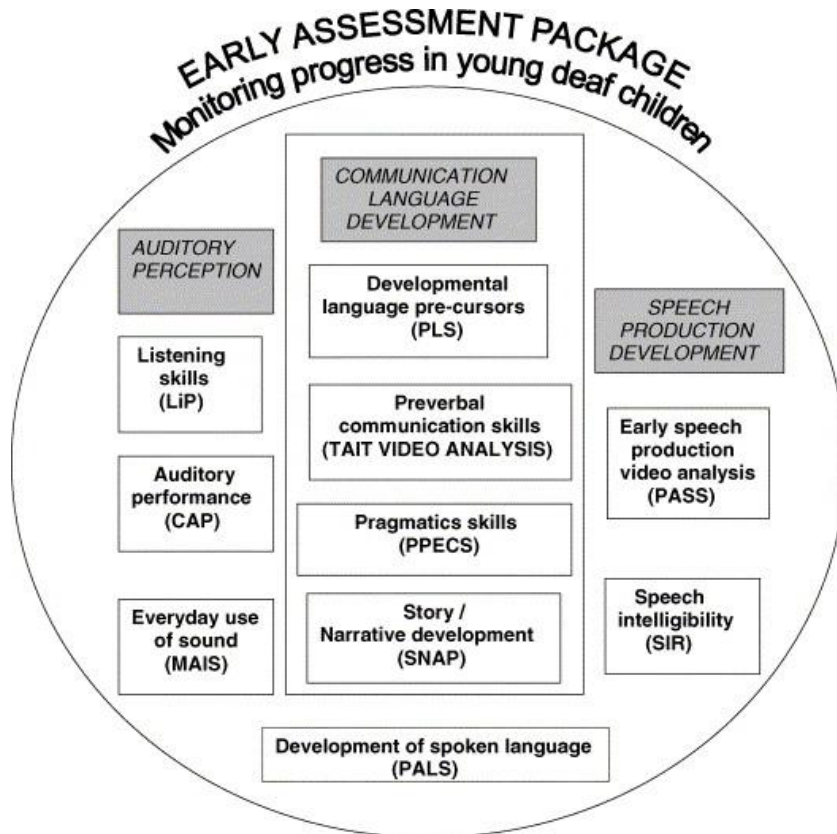 EARLY ASSESSMENT PACKAGE
Monitoring progress in young deaf children
AUDITORY
PERCEPTION
Listening
skills
(LiP)
Auditory
performance
(CAP)
Everyday use
of sound
(MAIS)
COMMUNICATION
LANGUAGE
DEVELOPMENT
Developmental
language pre-cursors
(PLS)
Preverbal
communication skills
(TAIT VIDEO ANALYSIS)
Pragmatics skills
(PPECS)
Story /
Narrative development
(SNAP)
SPEECH
PRODUCTION
DEVELOPMENT
Early speech
production
video analysis
(PASS)
Speech
intelligibility
(SIR)
Development of spoken language
(PALS)